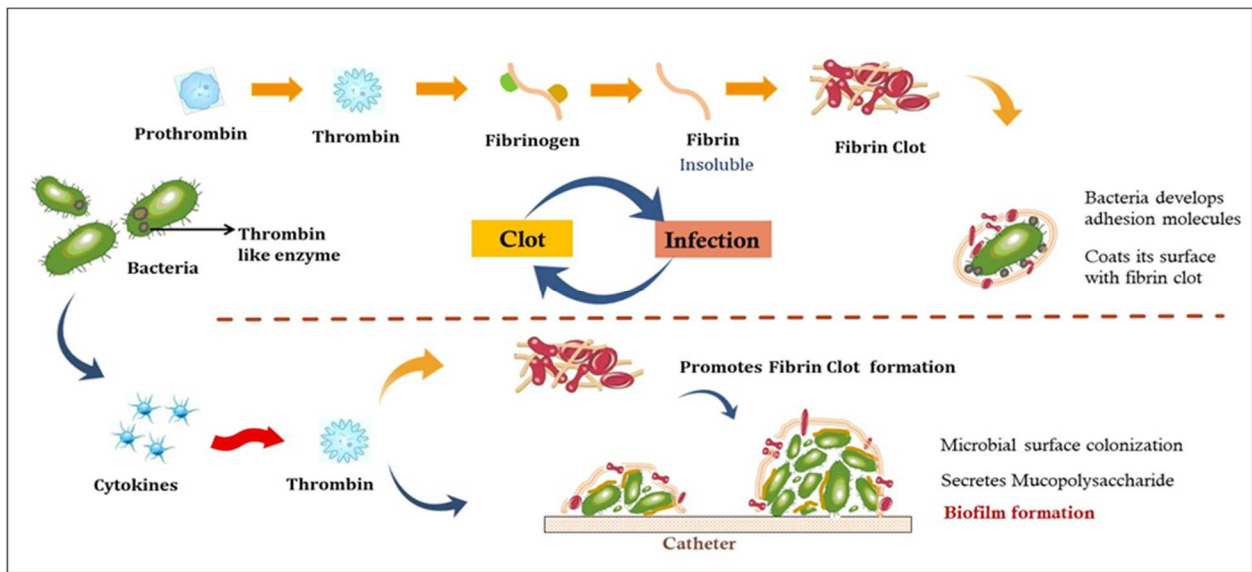 Prothrombin
Thrombin
Fibrinogen
Fibrin
Insoluble
Fibrin Clot
Bacteria
Thrombin
like enzyme
Clot
Infection
Bacteria develops
adhesion molecules
Coats its surface
with fibrin clot
Cytokines
Thrombin
Promotes Fibrin Clot formation
Microbial surface colonization
Secretes Mucopolysaccharide
Biofilm formation
Catheter